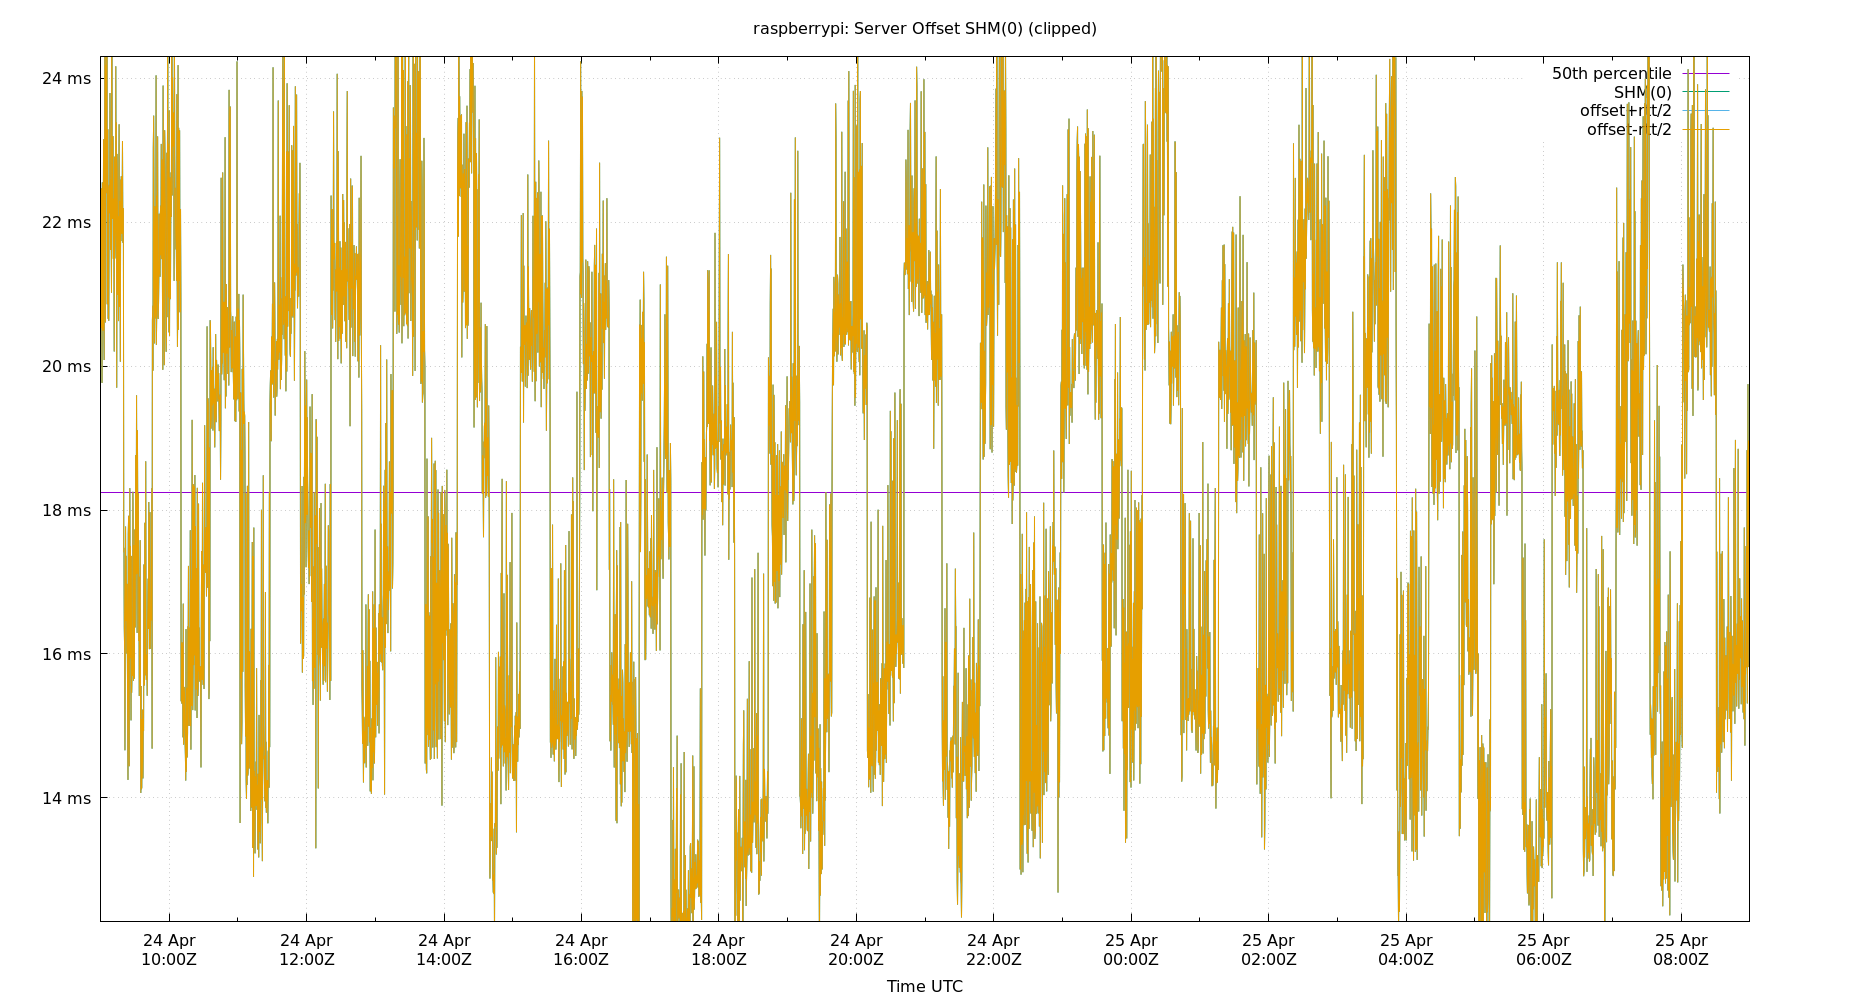 raspberrypi: Server Offset SHM(0) (clipped)
24 ms
22 ms
20 ms
18 ms
16 ms
14 ms
50th percentile
SHM(0)
offset+rtt/2
offset-rtt/2
24 Apr
10:00Z
24 Apr
12:00Z
24 Apr
14:00Z
24 Apr
16:00Z
24 Apr
18:00Z
24 Apr
20:00Z
24 Apr
22:00Z
25 Apr
00:00Z
25 Apr
02:00Z
25 Apr
04:00Z
25 Apr
06:00Z
25 Apr
08:00Z
Time UTC